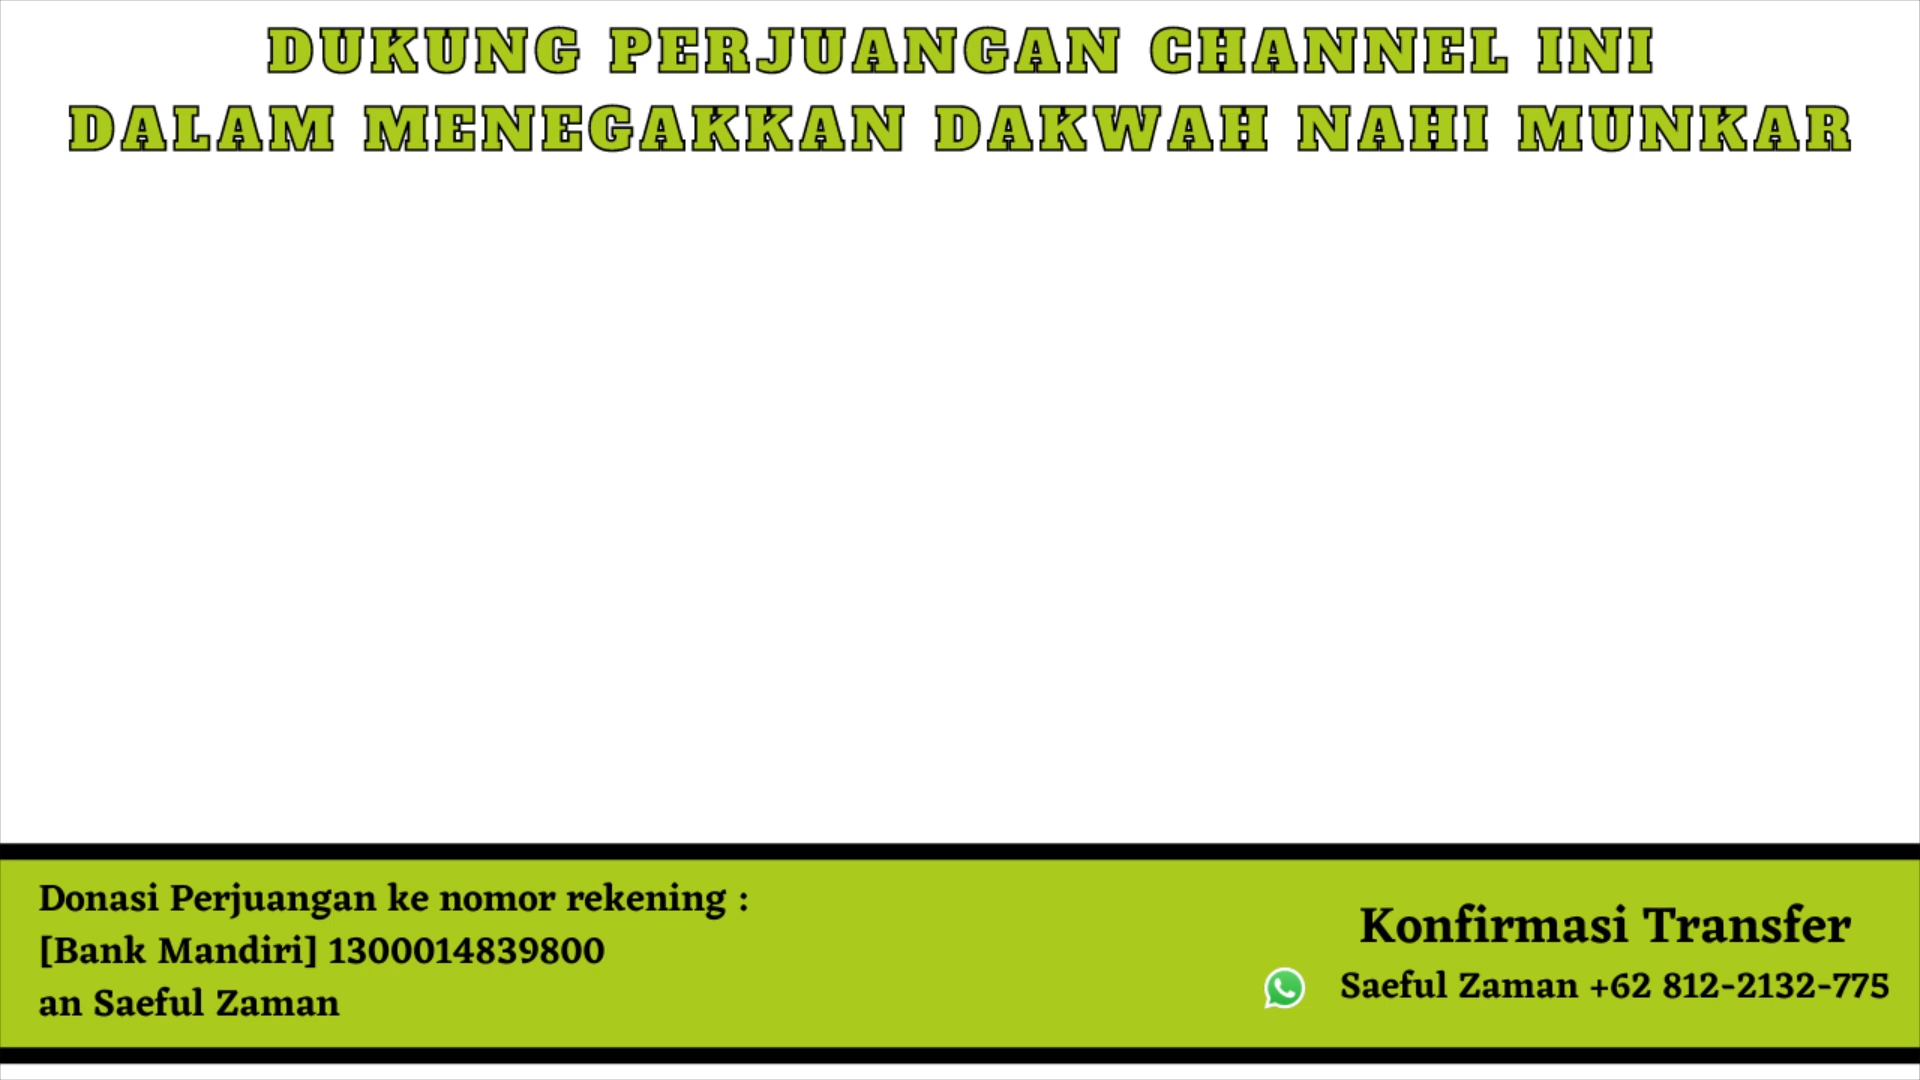 DUKUNG PERJUANGAN CHANNEL INI
DALAM MENEGAKKAN DAKWAH NAHI MUNKAR
Donasi Perjuangan ke nomor rekening :
[Bank Mandiri] 1300014839800
an Saeful Zaman
Konfirmasi Transfer
Saeful Zaman +62 812-2132-775